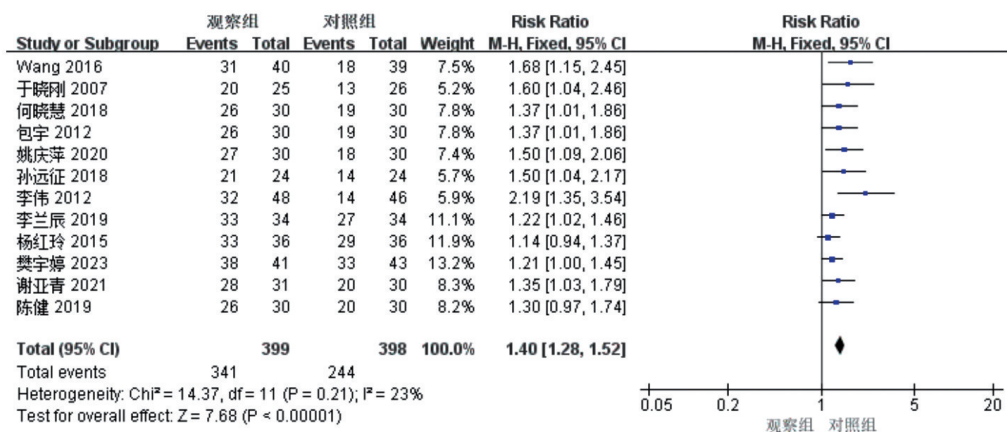 观察组 对照组 Risk Ratio Risk Ratio
Study or Subgroup Events Total Events Total Weight M-H, Fixed, 95% CI M-H, Fixed, 95% CI
Wang 2016 31 40 18 39 7.5% 1.68 [1.15, 2.45]
于晓刚 2007 20 25 13 26 5.2% 1.60 [1.04, 2.46]
何晓慧 2018 26 30 19 30 7.8% 1.37 [1.01, 1.86]
包宇 2012 26 30 19 30 7.8% 1.37 [1.01, 1.86]
姚庆萍 2020 27 30 18 30 7.4% 1.50 [1.09, 2.06]
孙远征 2018 21 24 14 24 5.7% 1.50 [1.04, 2.17]
李伟 2012 32 48 14 46 5.9% 2.19 [1.35, 3.54]
李兰辰 2019 33 34 27 34 11.1% 1.22 [1.02, 1.46]
杨红玲 2015 33 36 29 36 11.9% 1.14 [0.94, 1.37]
樊宇婷 2023 38 41 33 43 13.2% 1.21 [1.00, 1.45]
谢亚青 2021 28 31 20 30 8.3% 1.35 [1.03, 1.79]
陈健 2019 26 30 20 30 8.2% 1.30 [0.97, 1.74]
Total (95% CI) 399 398 100.0% 1.40 [1.28, 1.52]
Total events 341 244
Heterogeneity: Chi² = 14.37, df = 11 (P = 0.21); I² = 23%
Test for overall effect: Z = 7.68 (P < 0.00001)
0.05 0.2 1 5 20
观察组 对照组